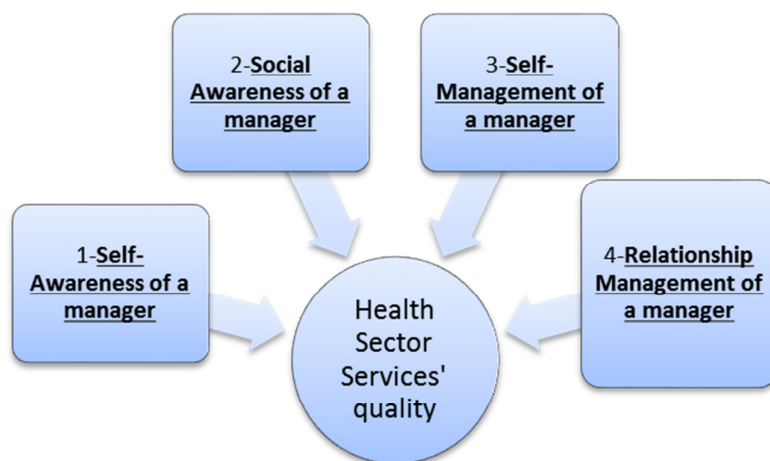 1-Self-
Awareness of a
manager
2-Social
Awareness of a
manager
3-Self-
Management of
a manager
4-Relationship
Management of
a manager
Health
Sector
Services'
quality